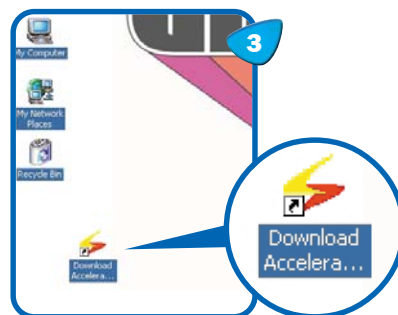 3
My Computer
My Network
Places
Recycle Bin
Download
Accelera...
Download
Accelera...